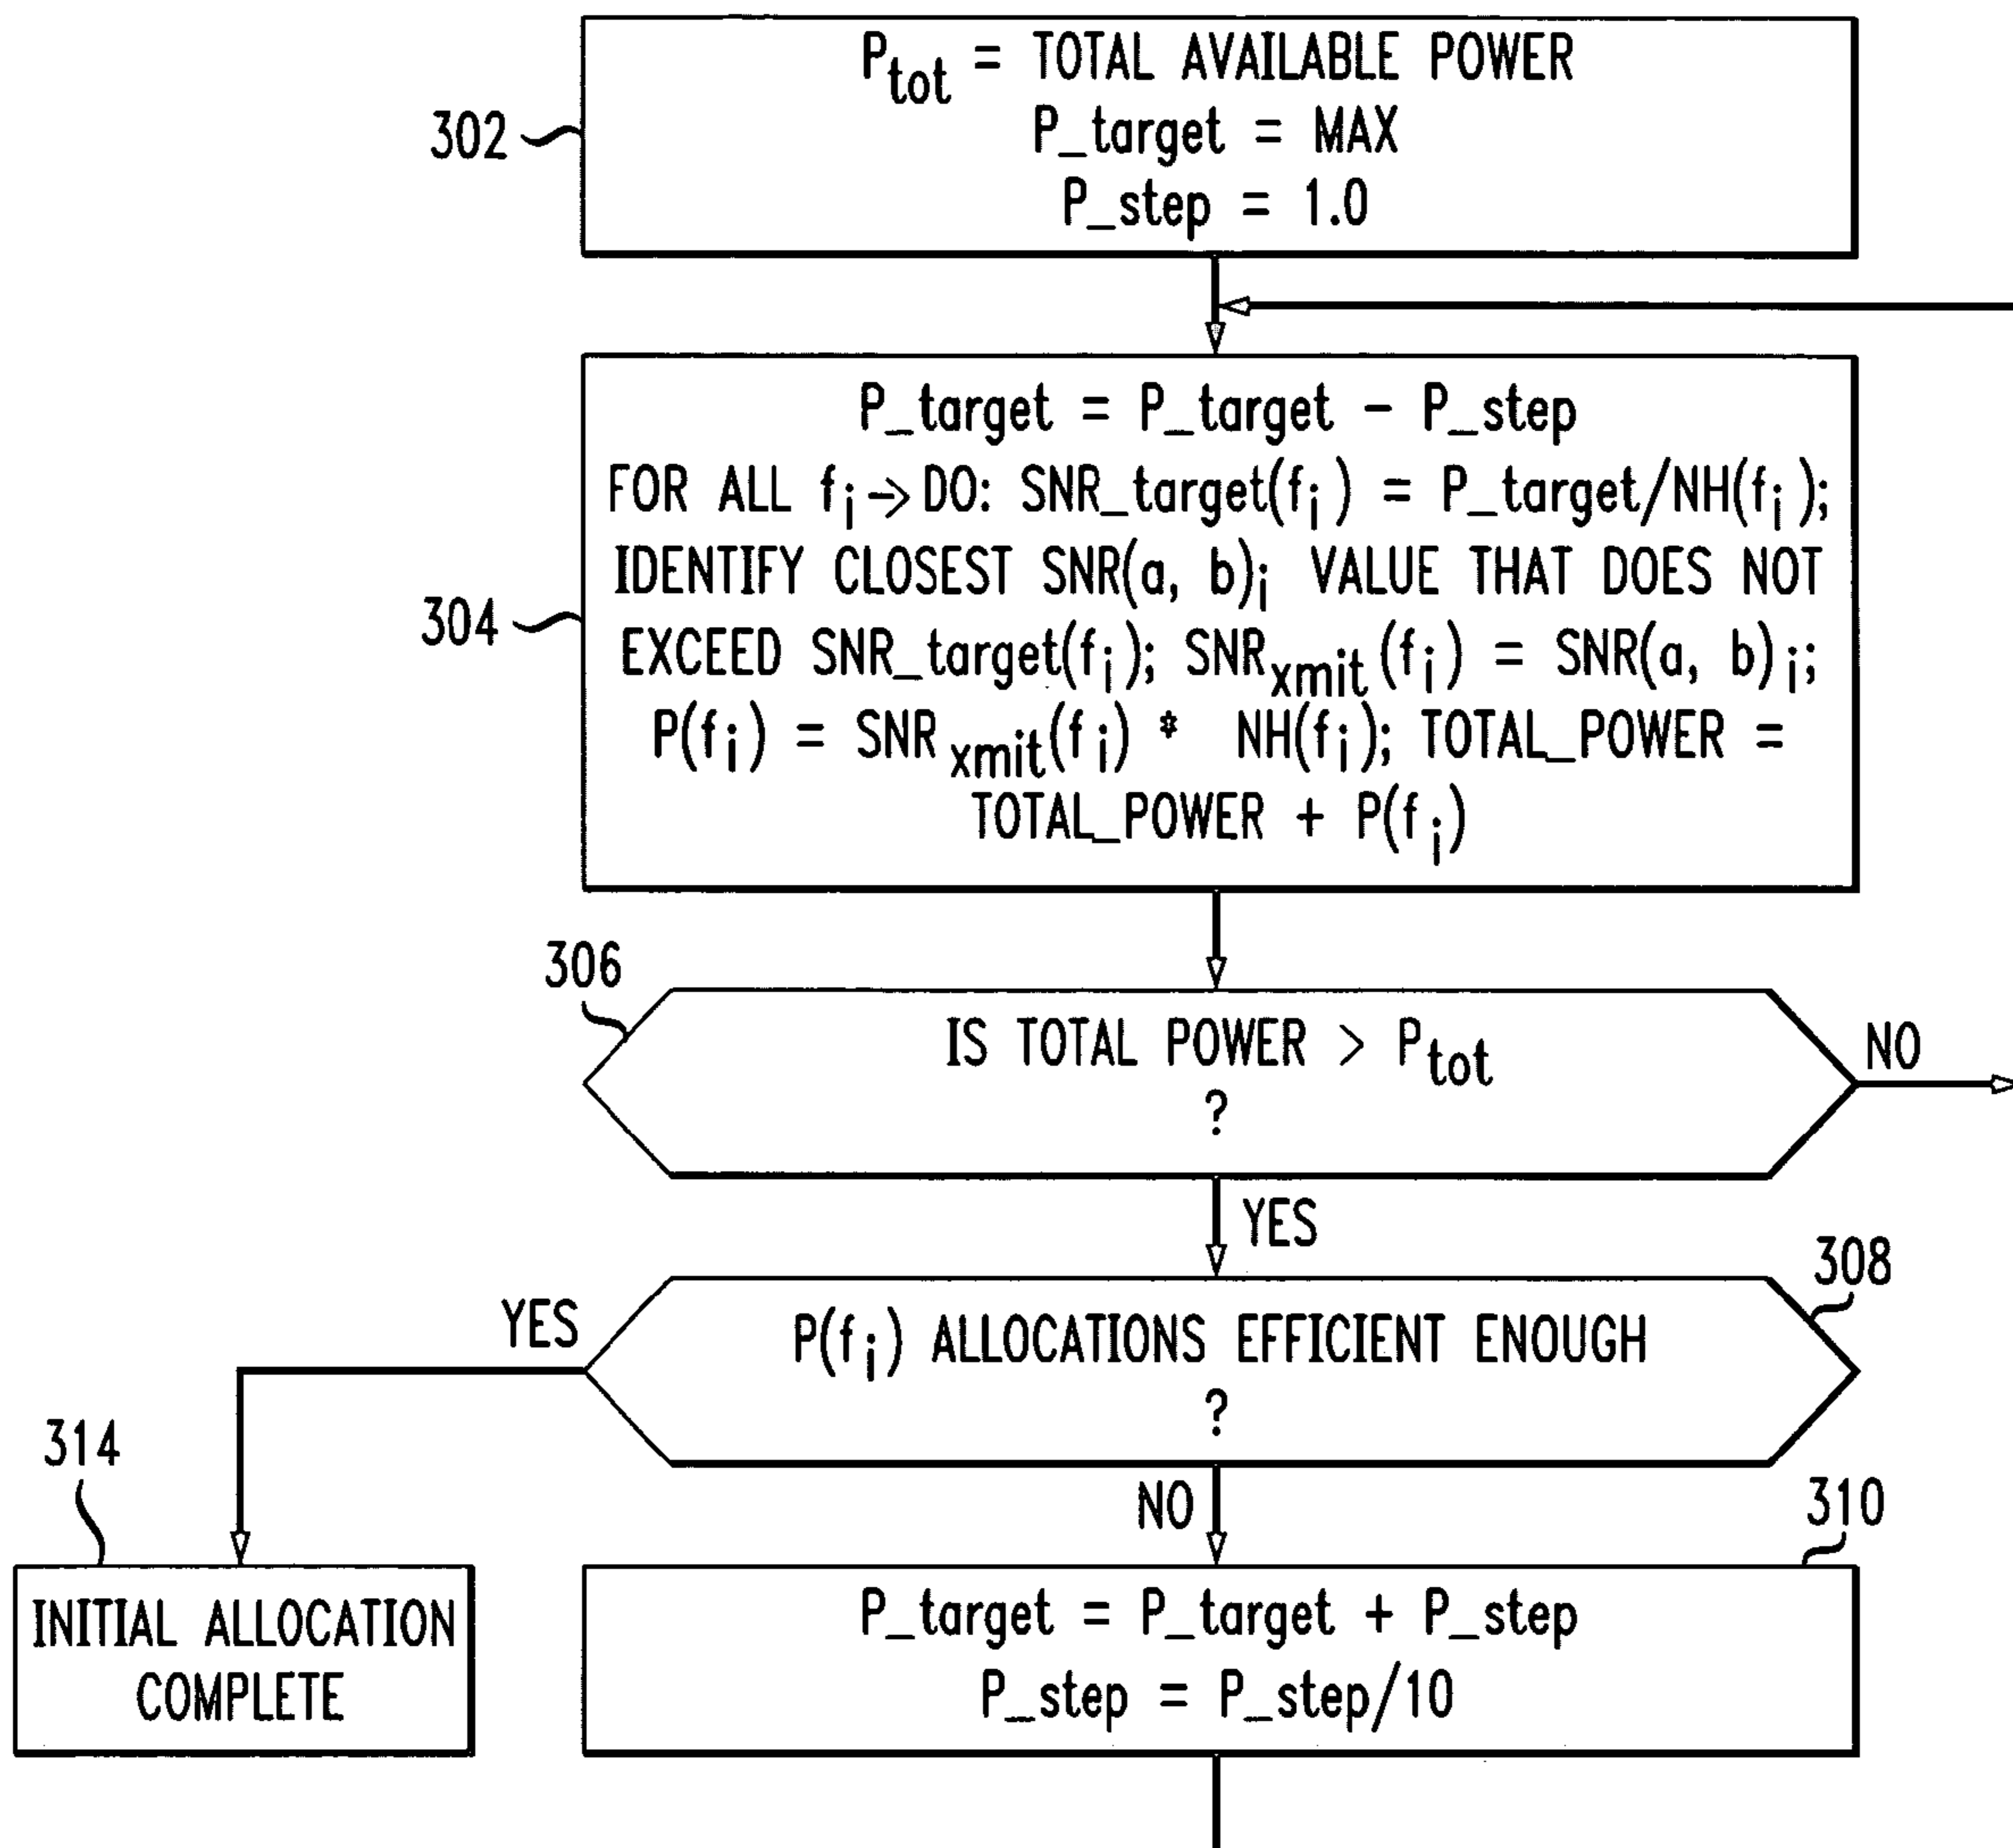 P_tot = TOTAL AVAILABLE POWER
P_target = MAX
P_step = 1.0
302
P_target = P_target - P_step
FOR ALL f_i -> DO: SNR_target(f_i) = P_target/NH(f_i);
IDENTIFY CLOSEST SNR(a, b)_i VALUE THAT DOES NOT
304
EXCEED SNR_target(f_i); SNR_xmit(f_i) = SNR(a, b)_i;
P(f_i) = SNR_xmit(f_i) * NH(f_i); TOTAL_POWER =
TOTAL_POWER + P(f_i)
306
IS TOTAL POWER > P_tot
?
NO
YES
308
YES
P(f_i) ALLOCATIONS EFFICIENT ENOUGH
?
314
NO
310
INITIAL ALLOCATION
COMPLETE
P_target = P_target + P_step
P_step = P_step/10